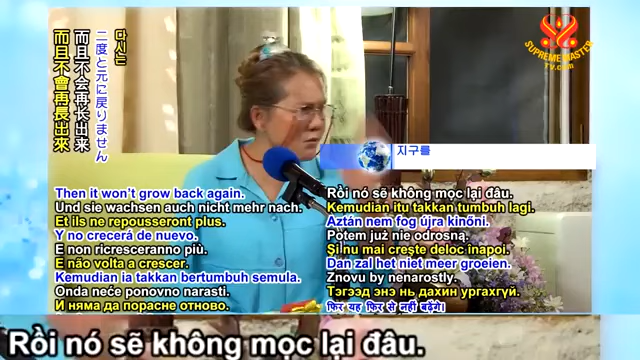 다시는
二度と元に戻りません
而且不会再长出来
而且不會再長出來
SUPREME MASTER
TV.com
지구를
Then it won't grow back again.
Und sie wachsen auch nicht mehr nach.
Et ils ne repousseront plus.
Y no crecerá de nuevo.
E non ricresceranno più.
E não volta a crescer.
Kemudian ia takkan bertumbuh semula.
Onda neće ponovno narasti.
И няма да порасне отново.
Rồi nó sẽ không mọc lại đâu.
Kemudian itu takkan tumbuh lagi.
Aztán nem fog újra kinőni.
Potem już nie odrosną.
Şi nu mai creşte deloc înapoi.
Dan zal het niet meer groeien.
Znovu by nenarostly.
Тэгээд энэ нь дахин ургахгүй.
फिर यह फिर से नहीं बढ़ेंगे।
Rồi nó sẽ không mọc lại đâu.